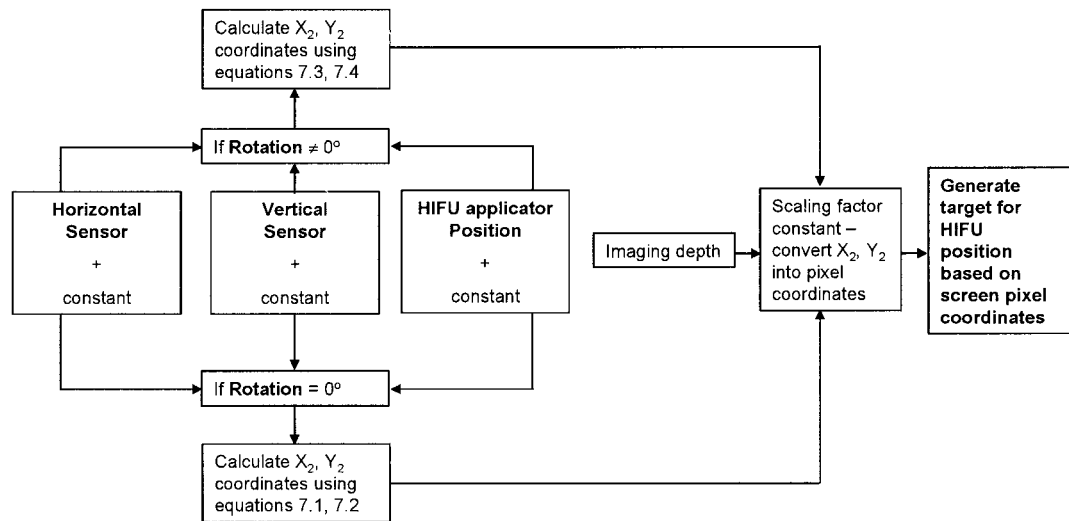 Calculate X₂, Y₂
coordinates using
equations 7.3, 7.4
If Rotation ≠ 0º
Horizontal
Sensor
+
constant
Vertical
Sensor
+
constant
HIFU applicator
Position
+
constant
If Rotation = 0º
Calculate X₂, Y₂
coordinates using
equations 7.1, 7.2
Imaging depth
Scaling factor
constant –
convert X₂, Y₂
into pixel
coordinates
Generate
target for
HIFU
position
based on
screen pixel
coordinates